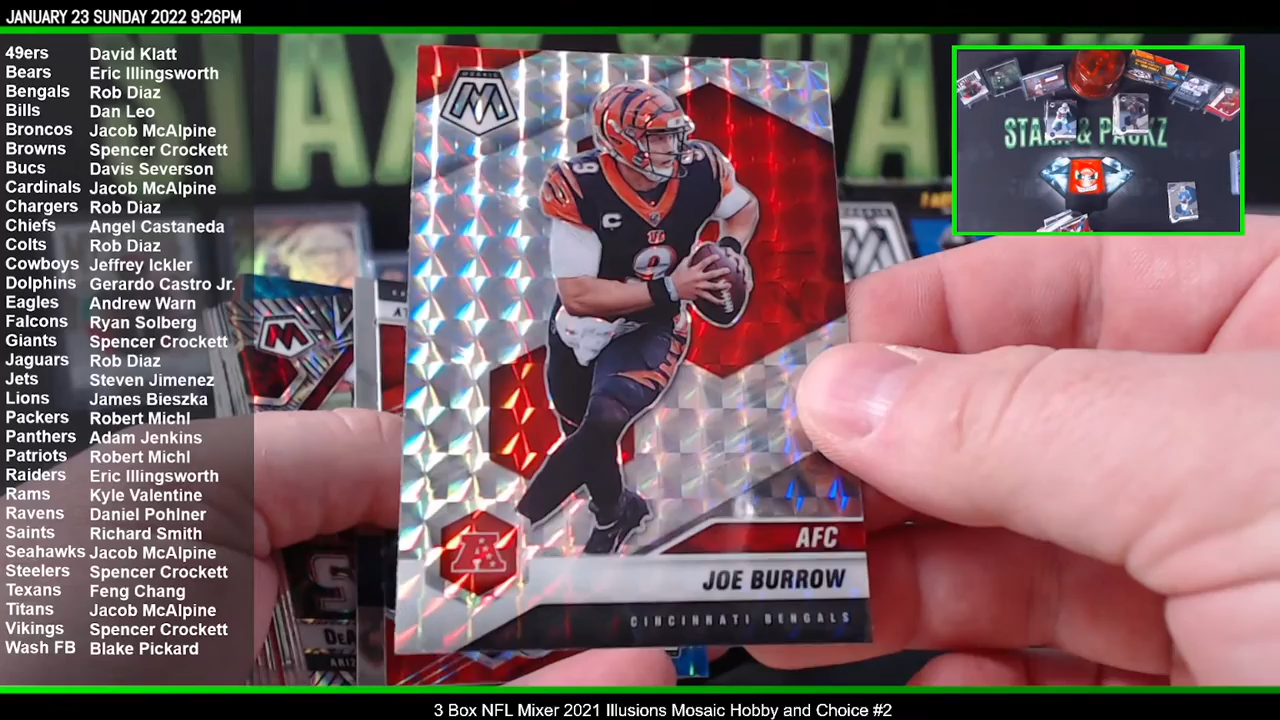 JANUARY 23 SUNDAY 2022 9:26PM
49ers David Klatt
Bears Eric Illingsworth
Bengals Rob Diaz
Bills Dan Leo
Broncos Jacob McAlpine
Browns Spencer Crockett
Bucs Davis Severson
Cardinals Jacob McAlpine
Chargers Rob Diaz
Chiefs Angel Castaneda
Colts Rob Diaz
Cowboys Jeffrey Ickler
Dolphins Gerardo Castro Jr.
Eagles Andrew Warn
Falcons Ryan Solberg
Giants Spencer Crockett
Jaguars Rob Diaz
Jets Steven Jimenez
Lions James Bieszka
Packers Robert Michl
Panthers Adam Jenkins
Patriots Robert Michl
Raiders Eric Illingsworth
Rams Kyle Valentine
Ravens Daniel Pohlner
Saints Richard Smith
Seahawks Jacob McAlpine
Steelers Spencer Crockett
Texans Feng Chang
Titans Jacob McAlpine
Vikings Spencer Crockett
Wash FB Blake Pickard
MOSAIC
M
9
C
9
A
AFC
JOE BURROW
CINCINNATI BENGALS
STAXX & PACKZ
3 Box NFL Mixer 2021 Illusions Mosaic Hobby and Choice #2